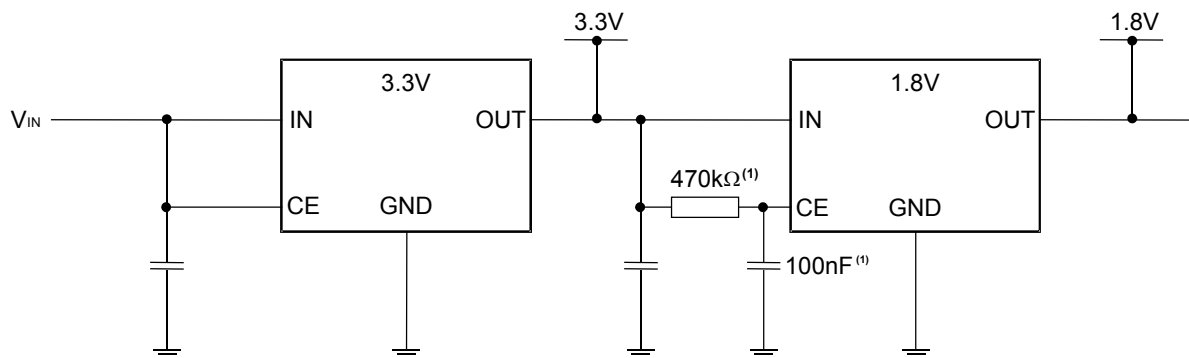 3.3V
1.8V
3.3V
1.8V
VIN
IN
OUT
IN
OUT
470kΩ(1)
CE
GND
CE
GND
100nF(1)